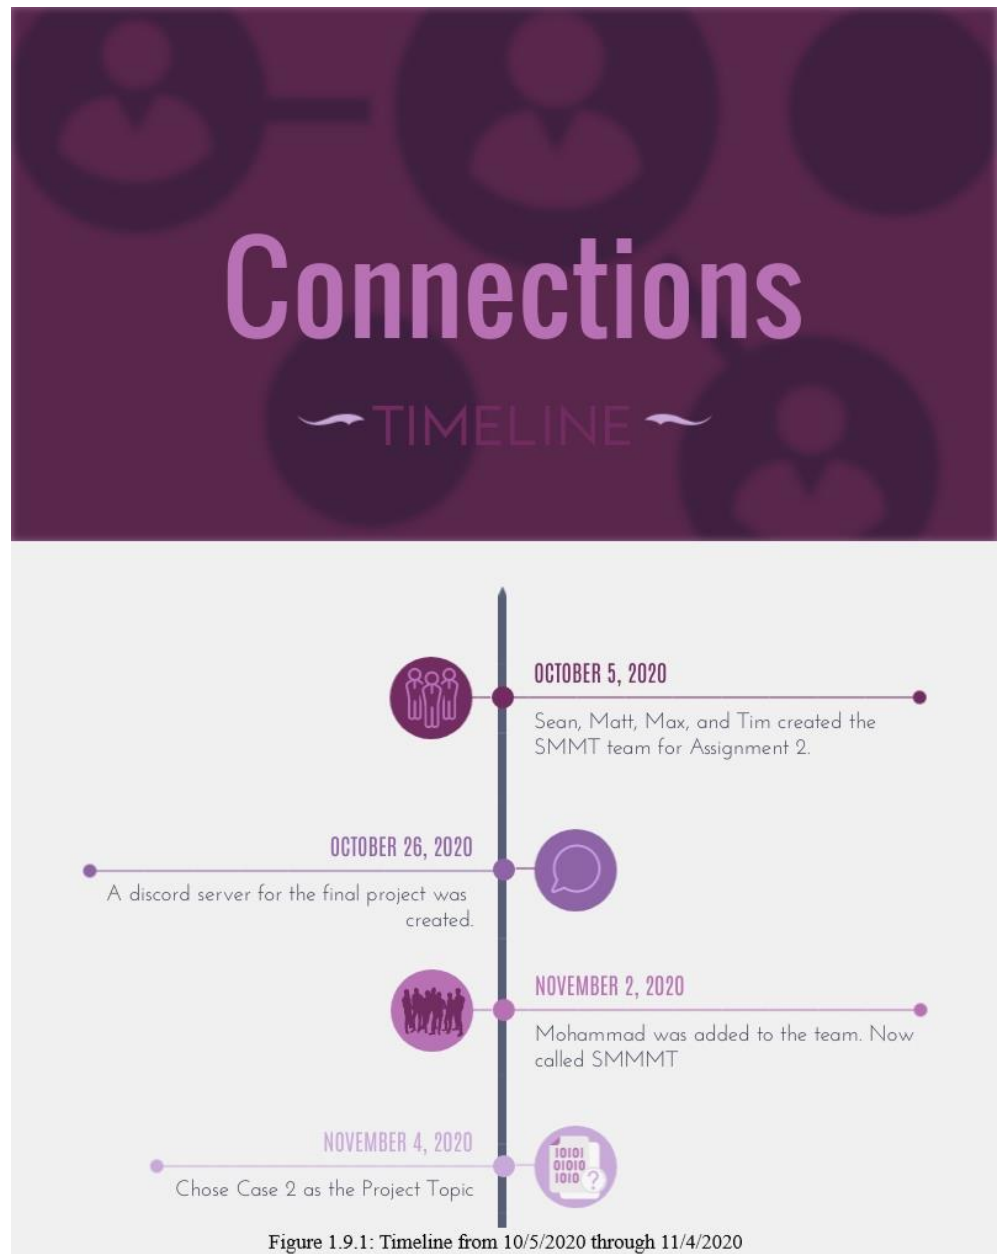 Connections
TIMELINE
OCTOBER 5, 2020
Sean, Matt, Max, and Tim created the
SMMT team for Assignment 2.
OCTOBER 26, 2020
A discord server for the final project was
created.
NOVEMBER 2, 2020
Mohammad was added to the team. Now
called SMMMT
NOVEMBER 4, 2020
Chose Case 2 as the Project Topic
10101
01010
1010 ?
Figure 1.9.1: Timeline from 10/5/2020 through 11/4/2020